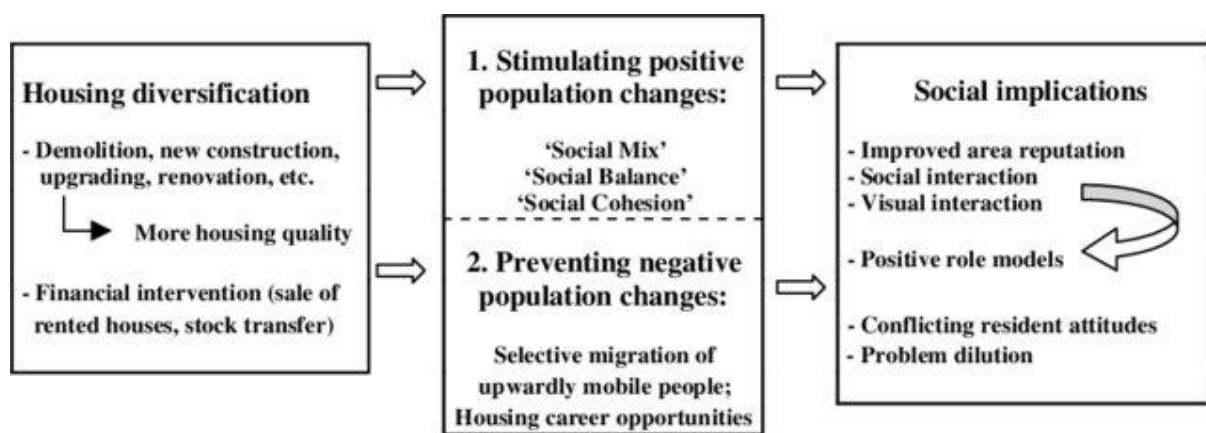 Housing diversification
- Demolition, new construction,
upgrading, renovation, etc.
More housing quality
- Financial intervention (sale of
rented houses, stock transfer)
1. Stimulating positive
population changes:
‘Social Mix’
‘Social Balance’
‘Social Cohesion’
2. Preventing negative
population changes:
Selective migration of
upwardly mobile people;
Housing career opportunities
Social implications
- Improved area reputation
- Social interaction
- Visual interaction
- Positive role models
- Conflicting resident attitudes
- Problem dilution